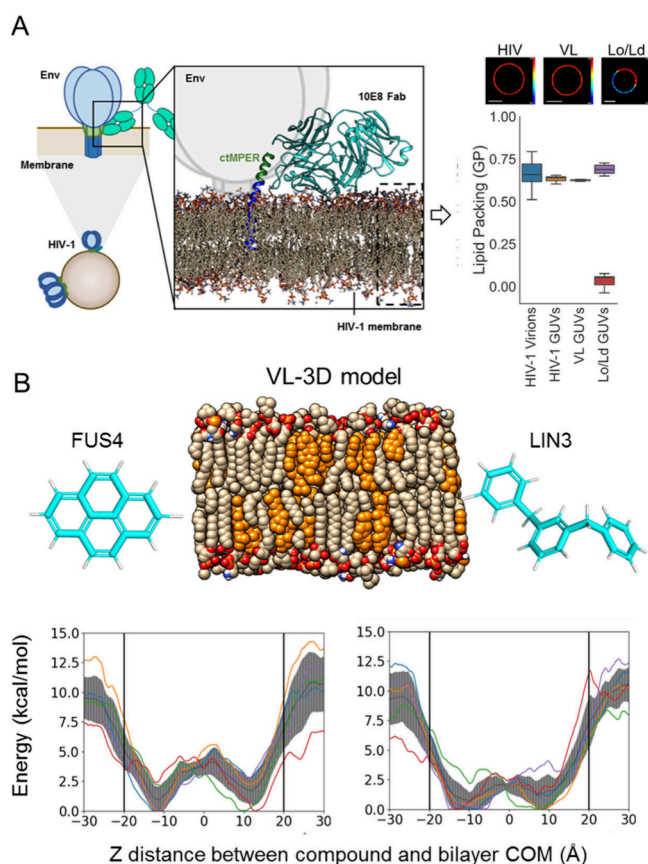 A
Env
Membrane
HIV-1
Env
10E8 Fab
ctMPER
HIV-1 membrane
HIV
VL
Lo/Ld
Lipid Packing (GP)
1.00
0.75
0.50
0.25
0.00
HIV-1 Virions
HIV-1 GUVs
VL GUVs
Lo/Ld GUVs
B
VL-3D model
FUS4
LIN3
Energy (kcal/mol)
15.0
12.5
10.0
7.5
5.0
2.5
0.0
−30 −20 −10 0 10 20 30
15.0
12.5
10.0
7.5
5.0
2.5
0.0
−30 −20 −10 0 10 20 30
Z distance between compound and bilayer COM (Å)